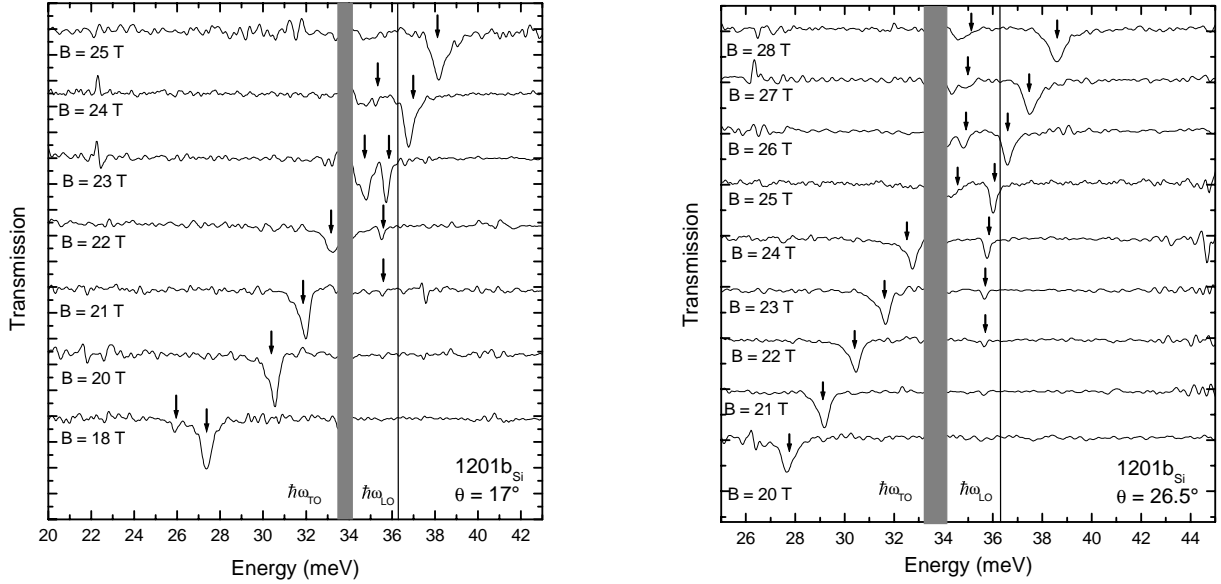 Transmission
B = 25 T
B = 24 T
B = 23 T
B = 22 T
B = 21 T
B = 20 T
B = 18 T
ħω_TO
ħω_LO
1201b_Si
θ = 17°
20 22 24 26 28 30 32 34 36 38 40 42
Energy (meV)
Transmission
B = 28 T
B = 27 T
B = 26 T
B = 25 T
B = 24 T
B = 23 T
B = 22 T
B = 21 T
B = 20 T
ħω_TO
ħω_LO
1201b_Si
θ = 26.5°
26 28 30 32 34 36 38 40 42 44
Energy (meV)